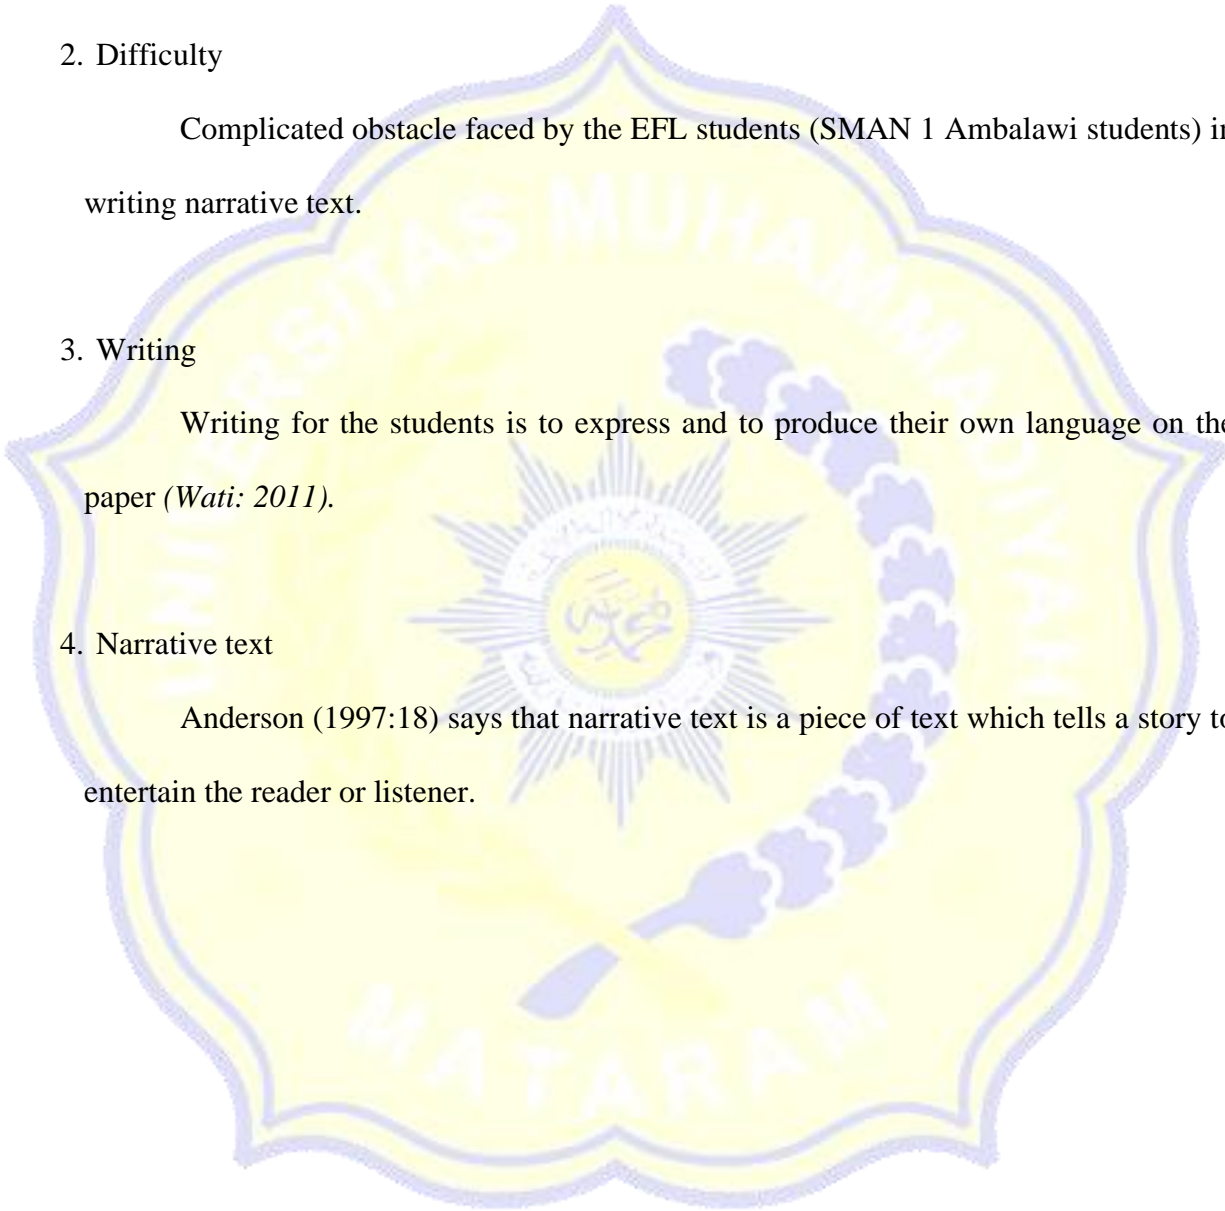 2. Difficulty
Complicated obstacle faced by the EFL students (SMAN 1 Ambalawi students) in
writing narrative text.
3. Writing
Writing for the students is to express and to produce their own language on the
paper (Wati: 2011).
4. Narrative text
Anderson (1997:18) says that narrative text is a piece of text which tells a story to
entertain the reader or listener.
UNIVERSITAS MUHAMMADIYAH
MATARAM